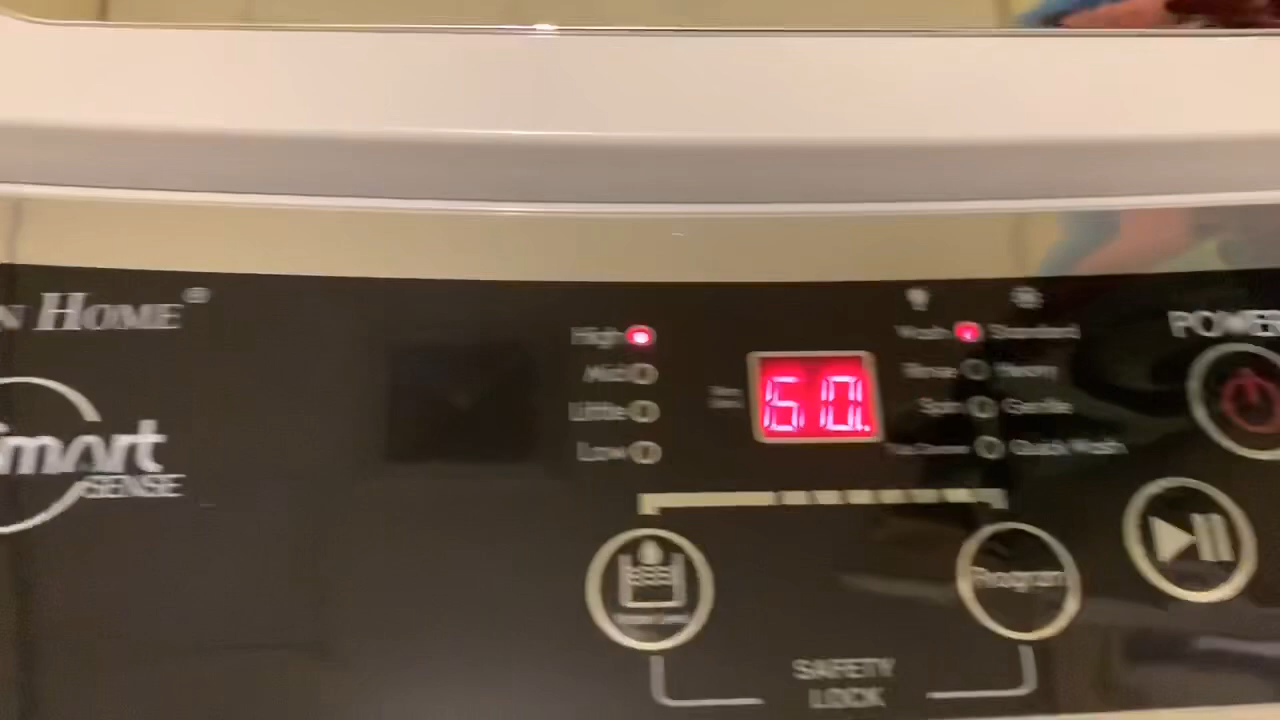 N HOME®
Smart
SENSE
High
Mid
Little
Low
60.
Wash
Rinse
Spin
Standard
Heavy
Gentle
Quick Wash
POWER
Program
SAFETY
LOCK